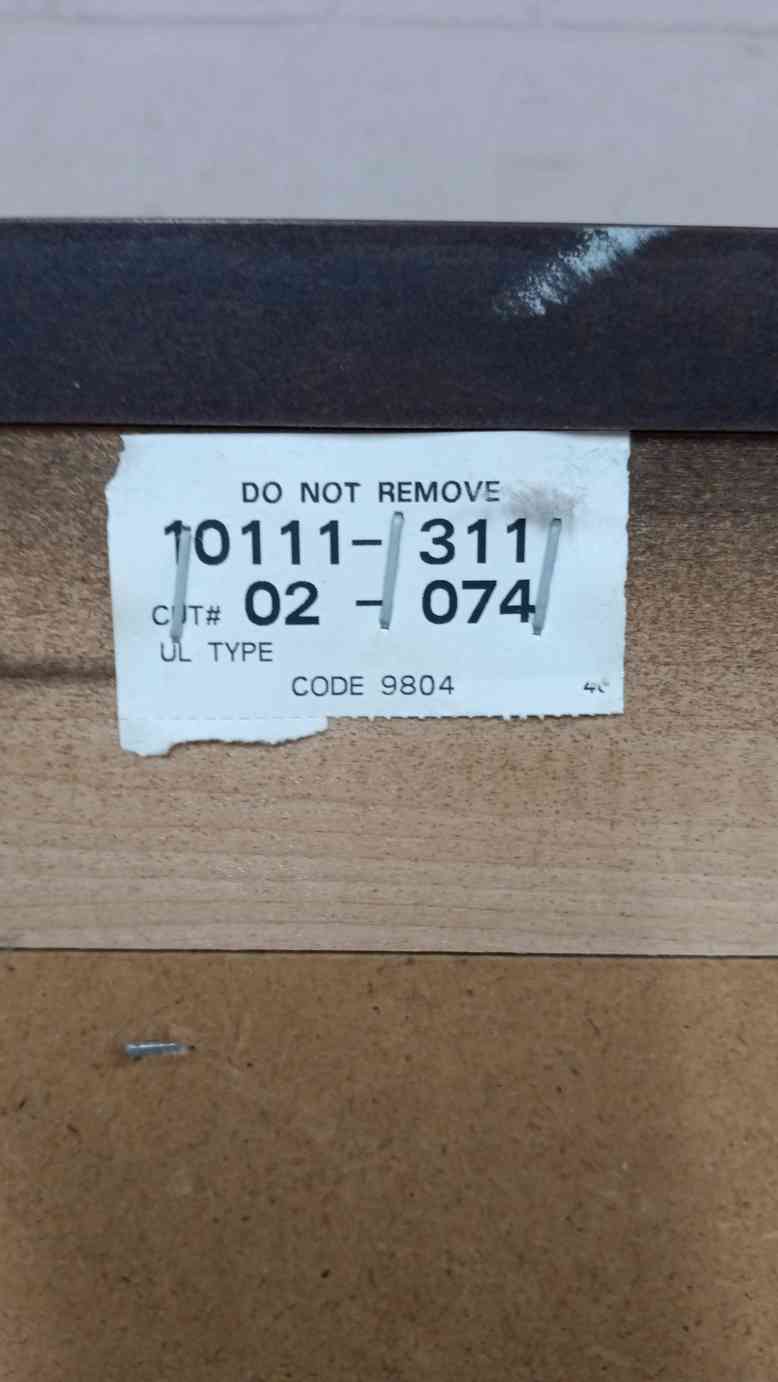 DO NOT REMOVE
10111- 311
CUT# 02 - 074
UL TYPE
CODE 9804